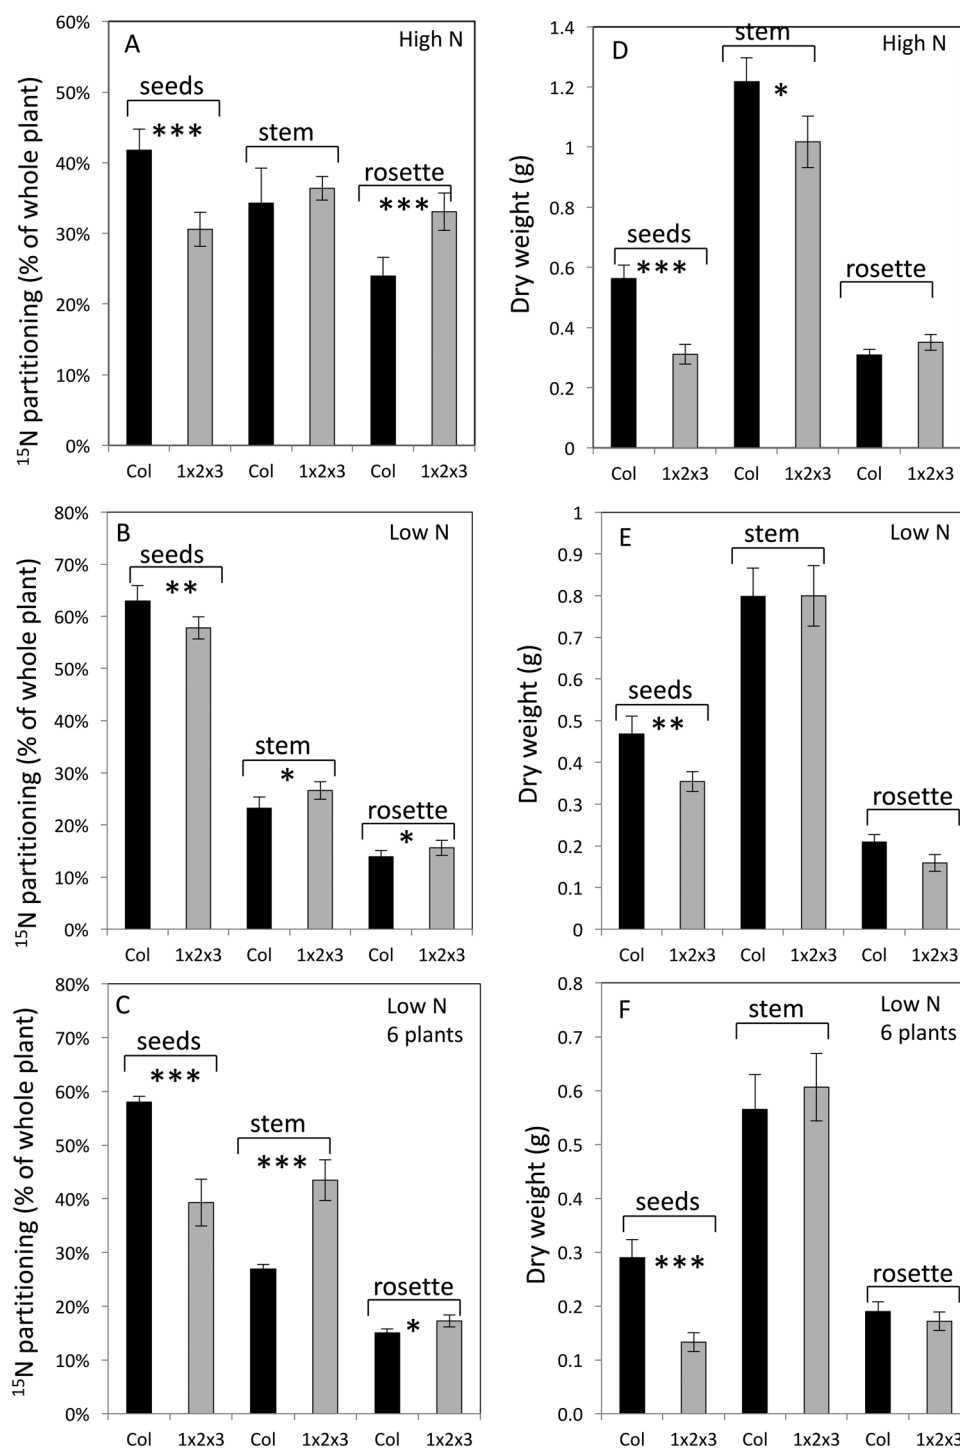 A
High N
¹⁵N partitioning (% of whole plant)
60%
50%
40%
30%
20%
10%
0%
seeds
***
stem
rosette
***
Col 1x2x3 Col 1x2x3 Col 1x2x3
D
High N
Dry weight (g)
1.4
1.2
1
0.8
0.6
0.4
0.2
0
seeds
***
stem
*
rosette
Col 1x2x3 Col 1x2x3 Col 1x2x3
B
Low N
¹⁵N partitioning (% of whole plant)
80%
70%
60%
50%
40%
30%
20%
10%
0%
seeds
**
stem
*
rosette
*
Col 1x2x3 Col 1x2x3 Col 1x2x3
E
Low N
Dry weight (g)
1
0.9
0.8
0.7
0.6
0.5
0.4
0.3
0.2
0.1
0
seeds
**
stem
rosette
Col 1x2x3 Col 1x2x3 Col 1x2x3
C
Low N
6 plants
¹⁵N partitioning (% of whole plant)
80%
70%
60%
50%
40%
30%
20%
10%
0%
seeds
***
stem
***
rosette
*
Col 1x2x3 Col 1x2x3 Col 1x2x3
F
Low N
6 plants
Dry weight (g)
0.8
0.7
0.6
0.5
0.4
0.3
0.2
0.1
0.0
seeds
***
stem
rosette
Col 1x2x3 Col 1x2x3 Col 1x2x3